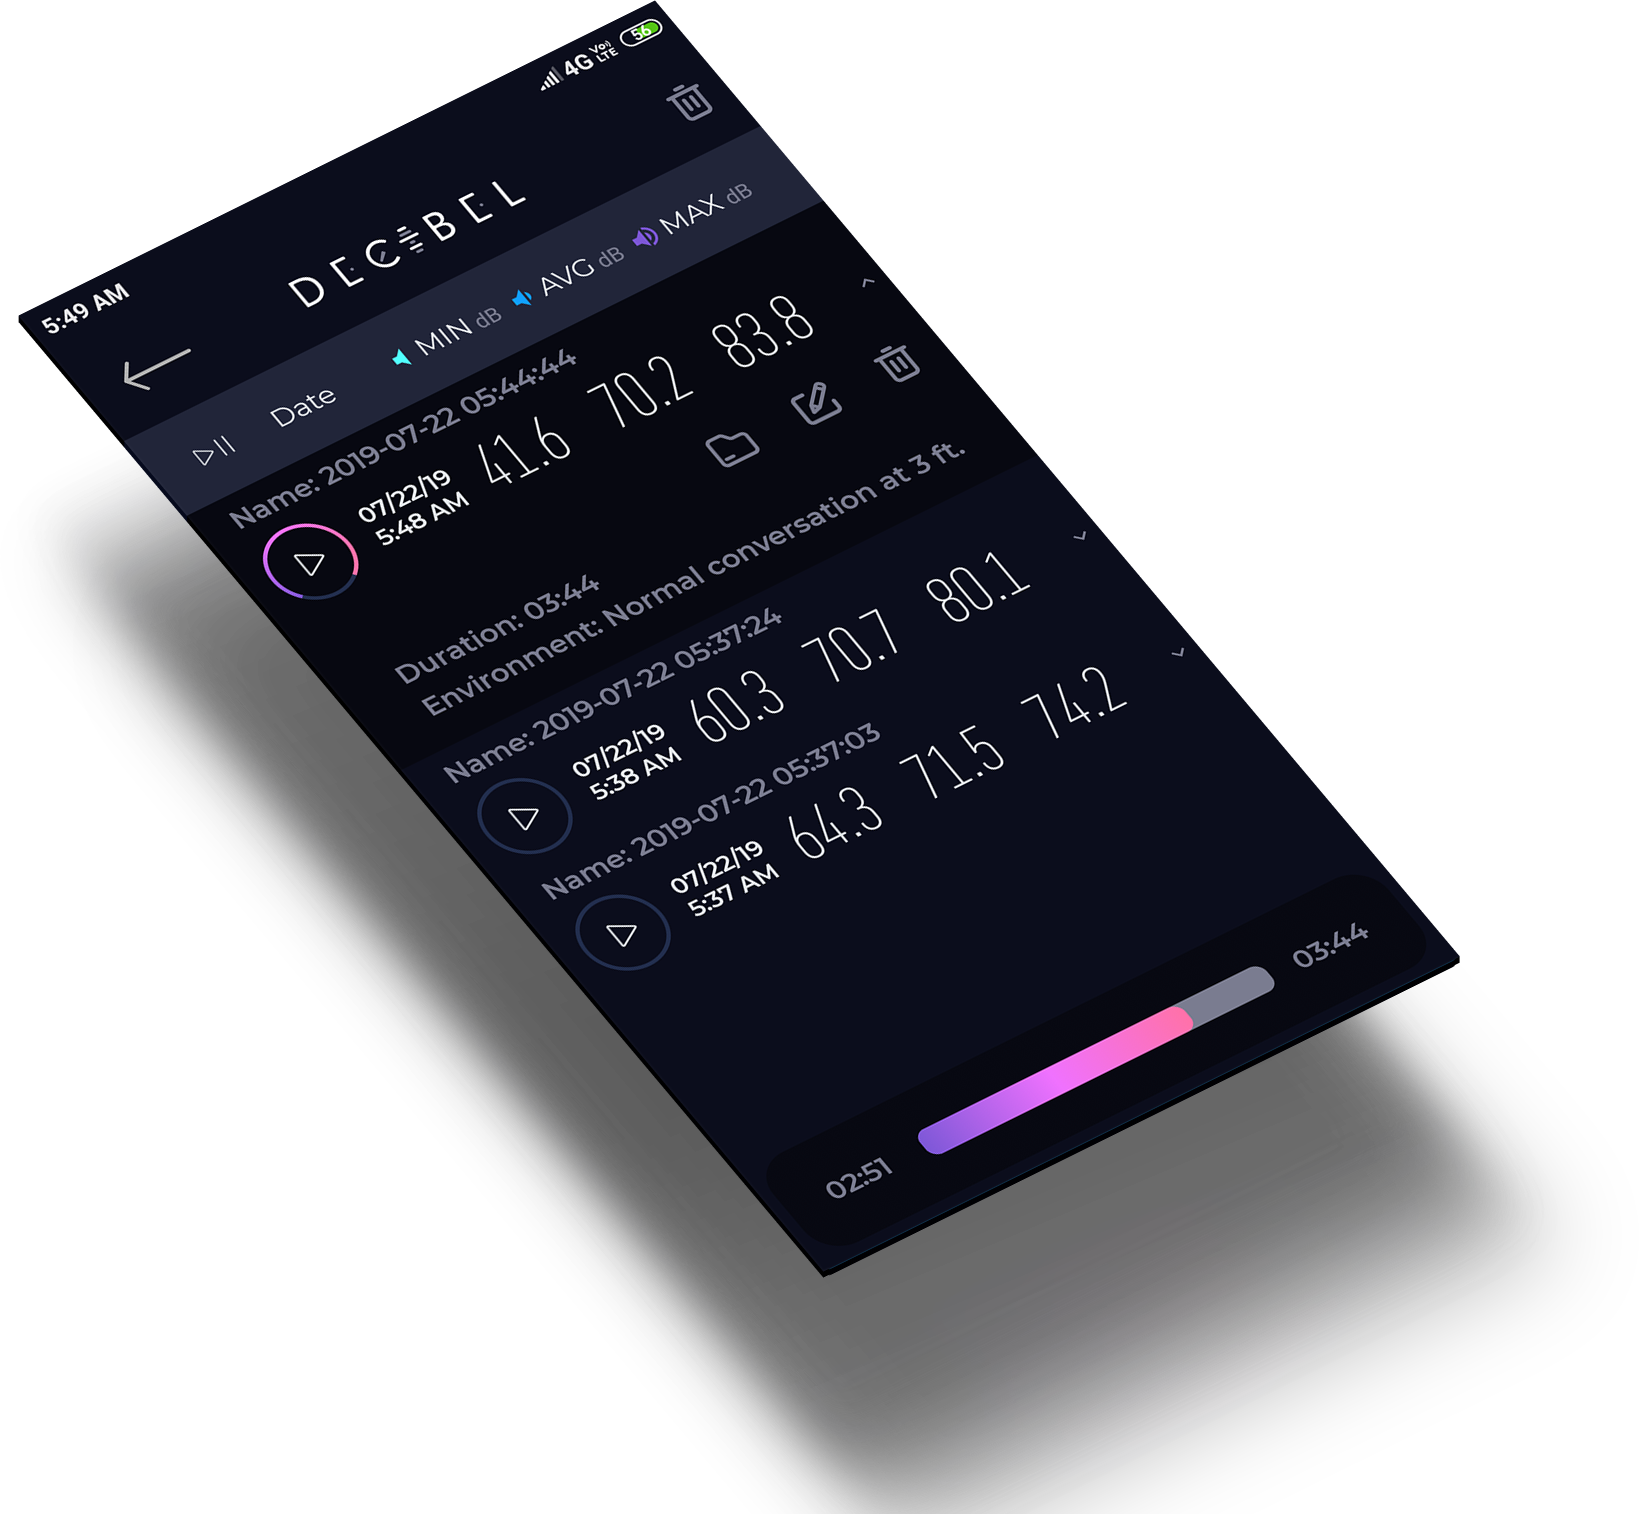 5:49 AM 4G Vo)) LTE 56
DECIBEL
Date MIN dB AVG dB MAX dB
Name: 2019-07-22 05:44:44
07/22/19
5:48 AM
41.6 70.2 83.8
Duration: 03:44
Environment: Normal conversation at 3 ft.
Name: 2019-07-22 05:37:24
07/22/19
5:38 AM
60.3 70.7 80.1
Name: 2019-07-22 05:37:03
07/22/19
5:37 AM
64.3 71.5 74.2
02:51 03:44